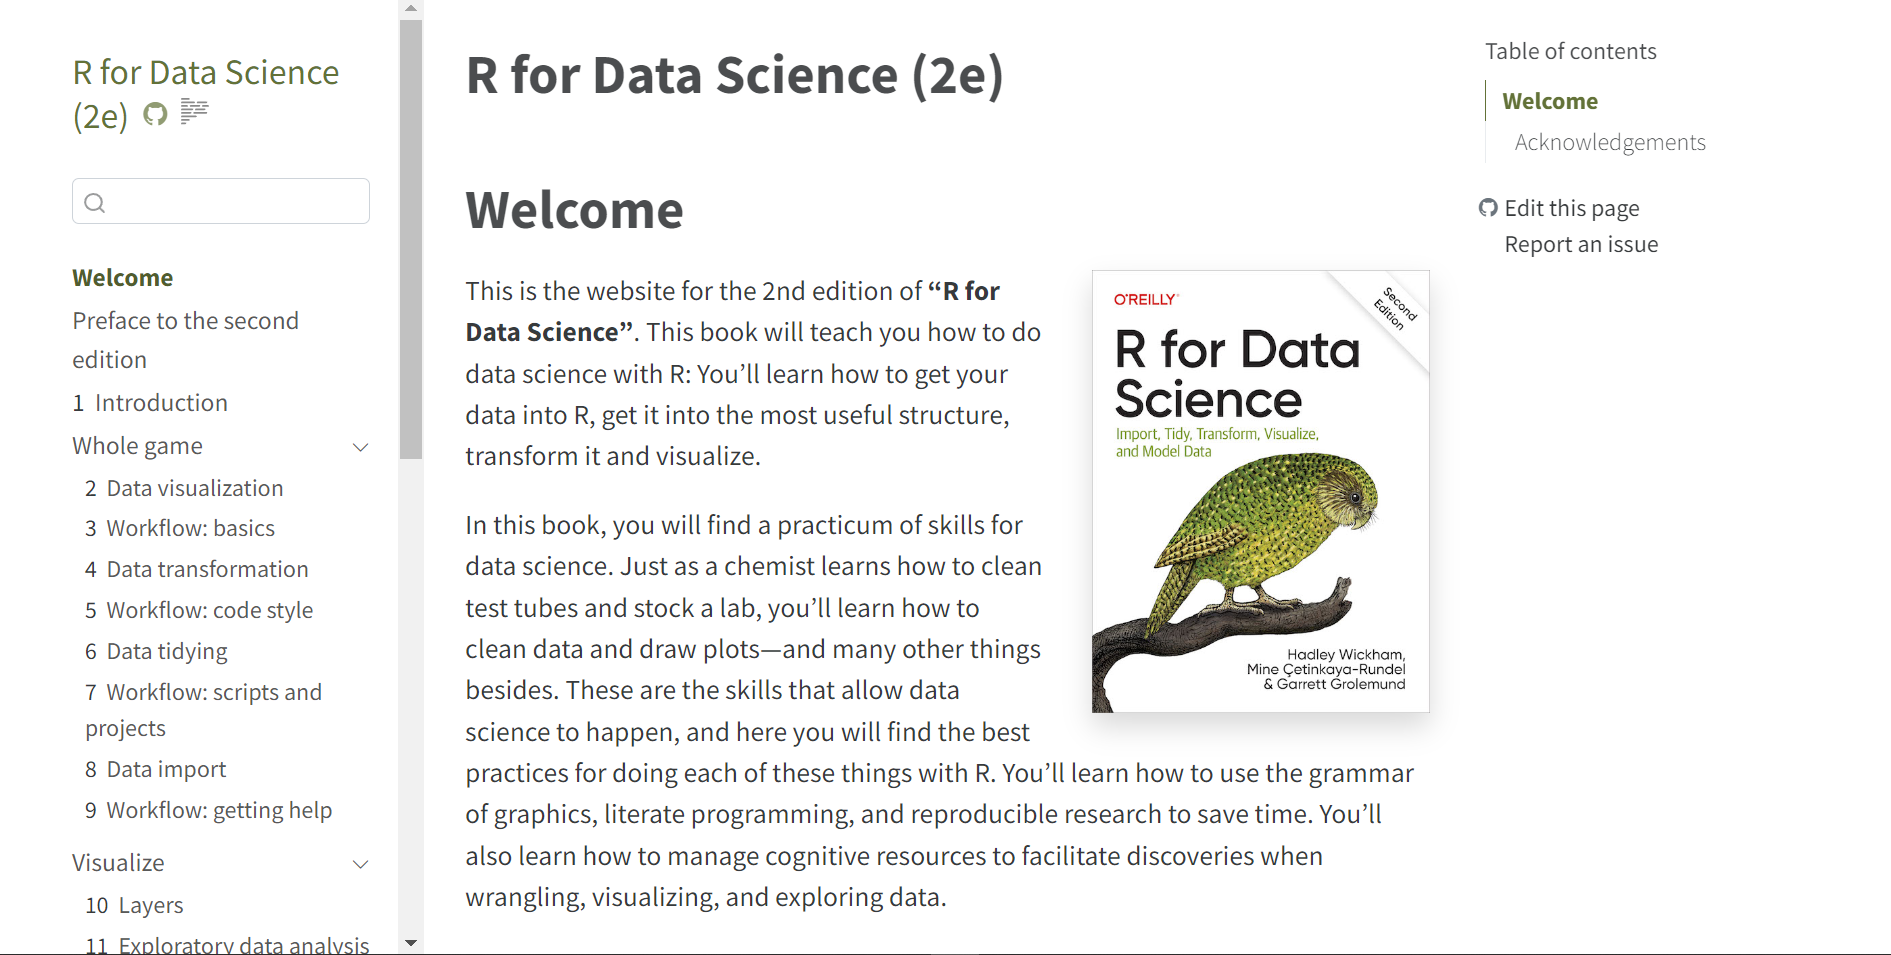 R for Data Science
(2e)
Welcome
Preface to the second
edition
1 Introduction
Whole game
2 Data visualization
3 Workflow: basics
4 Data transformation
5 Workflow: code style
6 Data tidying
7 Workflow: scripts and
projects
8 Data import
9 Workflow: getting help
Visualize
10 Layers
11 Exploratory data analysis
R for Data Science (2e)
Welcome
This is the website for the 2nd edition of “R for
Data Science”. This book will teach you how to do
data science with R: You’ll learn how to get your
data into R, get it into the most useful structure,
transform it and visualize.
In this book, you will find a practicum of skills for
data science. Just as a chemist learns how to clean
test tubes and stock a lab, you’ll learn how to
clean data and draw plots—and many other things
besides. These are the skills that allow data
science to happen, and here you will find the best
practices for doing each of these things with R. You’ll learn how to use the grammar
of graphics, literate programming, and reproducible research to save time. You’ll
also learn how to manage cognitive resources to facilitate discoveries when
wrangling, visualizing, and exploring data.
O'REILLY®
Second
Edition
R for Data
Science
Import, Tidy, Transform, Visualize,
and Model Data
Hadley Wickham,
Mine Çetinkaya-Rundel
& Garrett Grolemund
Table of contents
Welcome
Acknowledgements
Edit this page
Report an issue